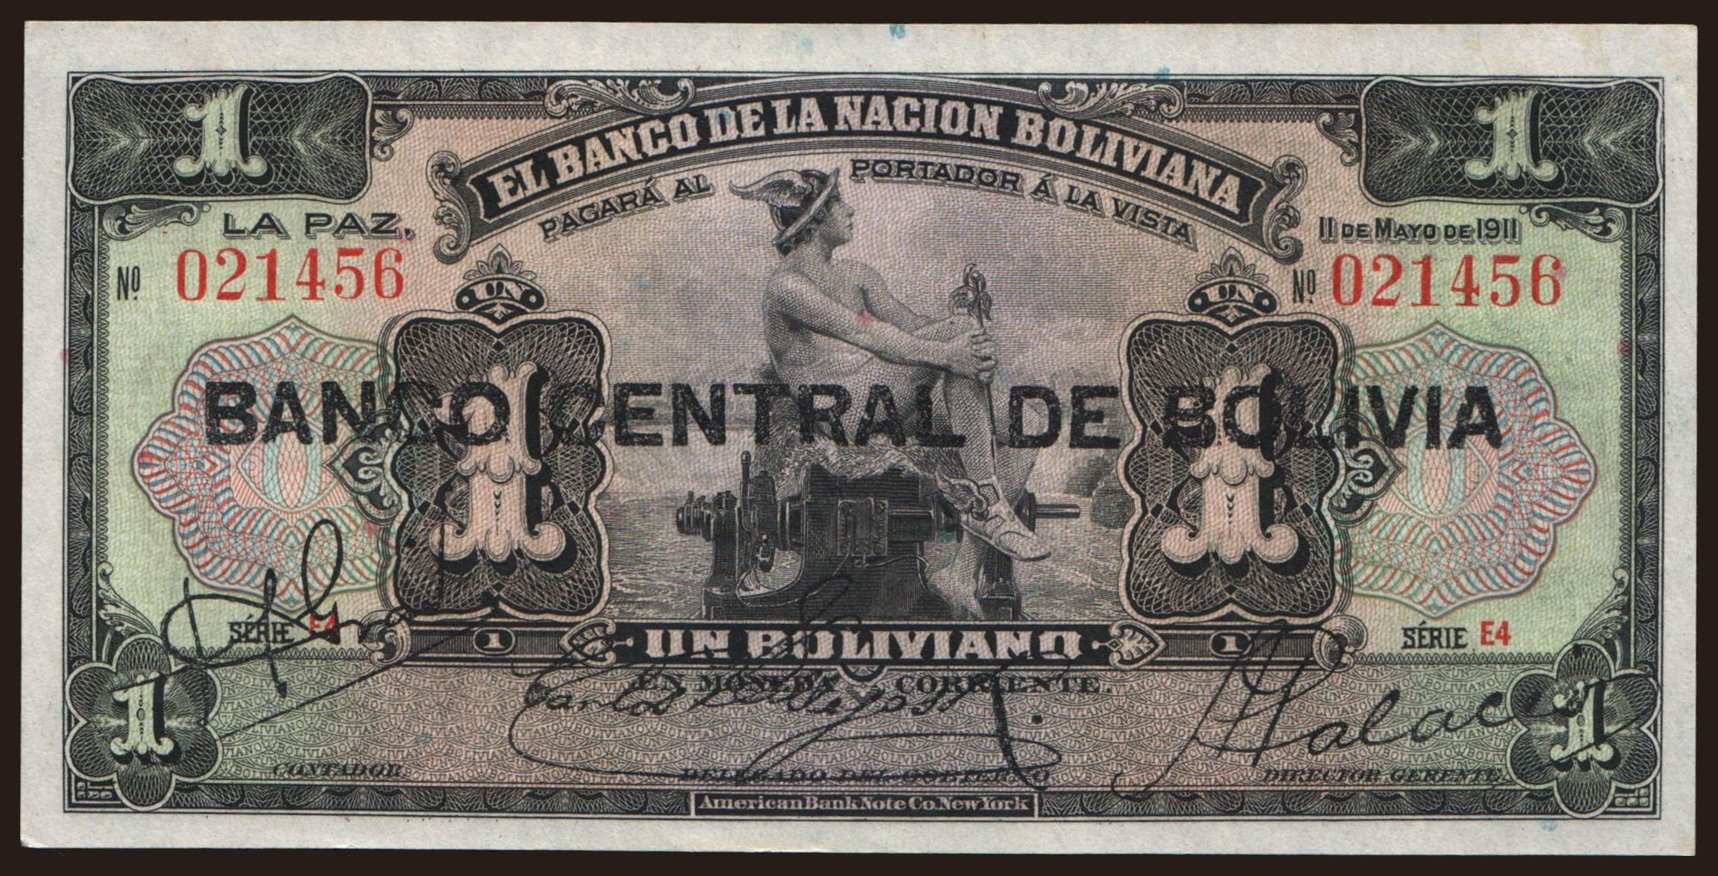 1 1
EL BANCO DE LA NACION BOLIVIANA
PAGARÁ AL PORTADOR Á LA VISTA
LA PAZ, 11 DE MAYO DE 1911
Nº 021456 Nº 021456
UN UN
1 1
BANCO CENTRAL DE BOLIVIA
SÉRIE E4 SÉRIE E4
1 UN BOLIVIANO 1
EN MONEDA CORRIENTE.
1 1
CONTADOR. DELEGADO DEL GOBIERNO DIRECTOR GERENTE.
American Bank Note Co. New York